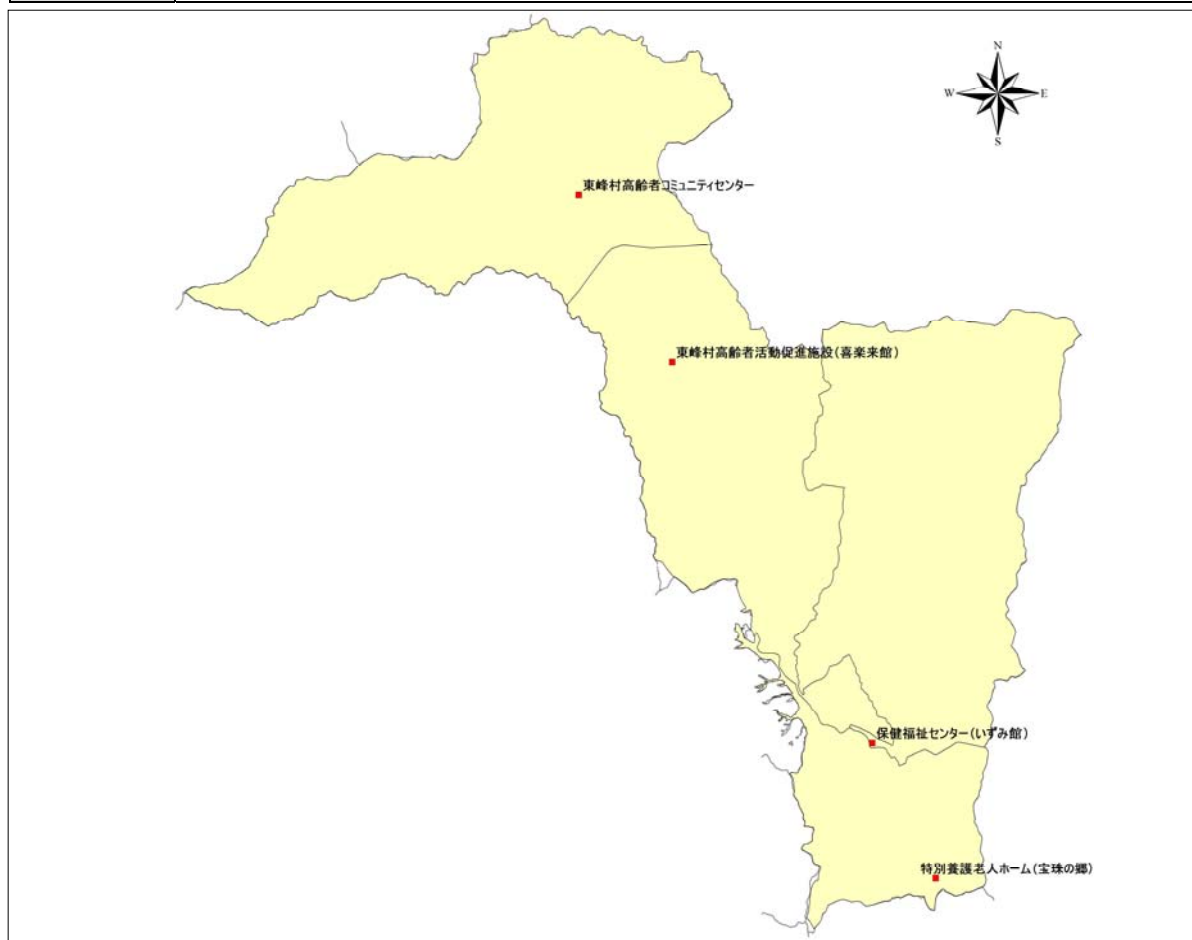 N
W E
S
東峰村高齢者コミュニティセンター
東峰村高齢者活動促進施設(喜楽来館)
保健福祉センター(いずみ館)
特別養護老人ホーム(宝珠の郷)